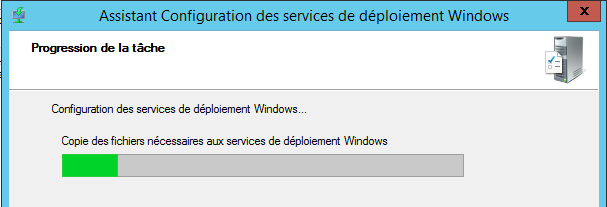 Assistant Configuration des services de déploiement Windows
Progression de la tâche
Configuration des services de déploiement Windows...
Copie des fichiers nécessaires aux services de déploiement Windows